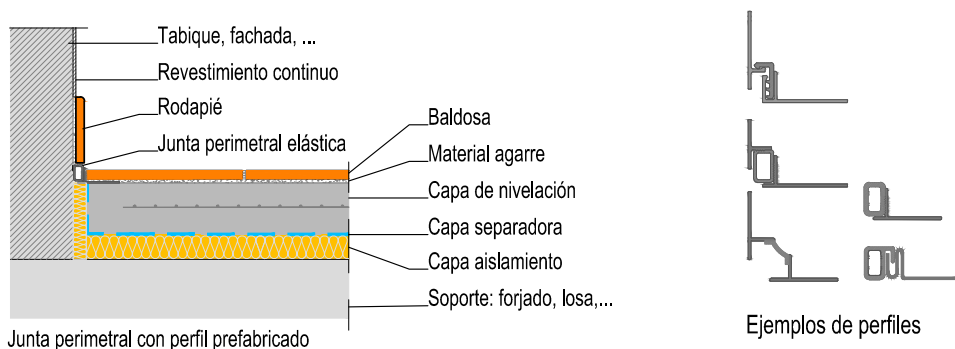 Tabique, fachada, ...
Revestimiento continuo
Rodapié
Junta perimetral elástica
Baldosa
Material agarre
Capa de nivelación
Capa separadora
Capa aislamiento
Soporte: forjado, losa,...
Junta perimetral con perfil prefabricado
Ejemplos de perfiles